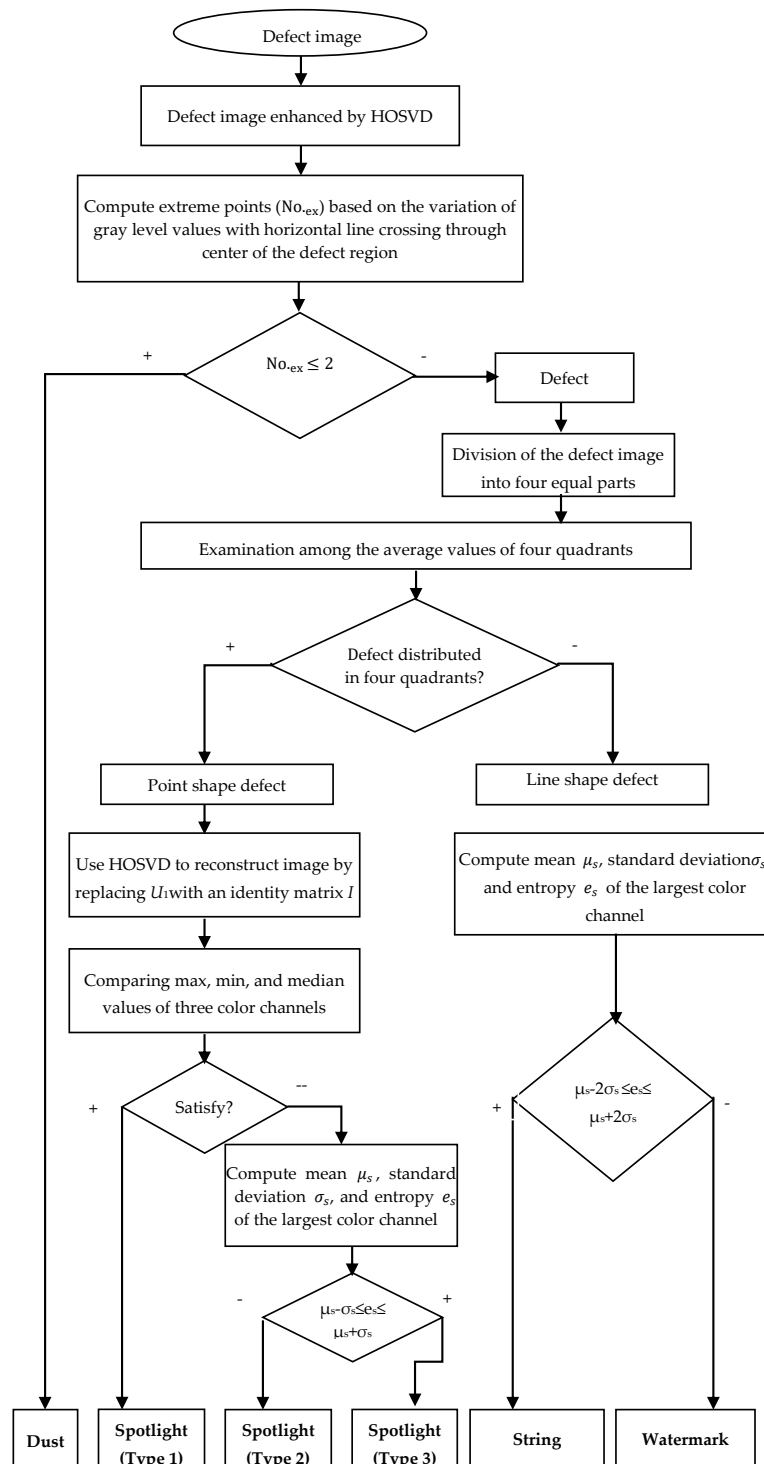 Defect image
Defect image enhanced by HOSVD
Compute extreme points (No.ex) based on the variation of
gray level values with horizontal line crossing through
center of the defect region
+
-
No.ex ≤ 2
Defect
Division of the defect image
into four equal parts
Examination among the average values of four quadrants
+
-
Defect distributed
in four quadrants?
Point shape defect
Line shape defect
Use HOSVD to reconstruct image by
replacing U1with an identity matrix I
Compute mean μs, standard deviationσs
and entropy es of the largest color
channel
Comparing max, min, and median
values of three color channels
+
Satisfy?
--
+
μs-2σs ≤es≤
μs+2σs
-
Compute mean μs, standard
deviation σs, and entropy es
of the largest color channel
-
μs-σs≤es≤
μs+σs
+
Dust
Spotlight
(Type 1)
Spotlight
(Type 2)
Spotlight
(Type 3)
String
Watermark